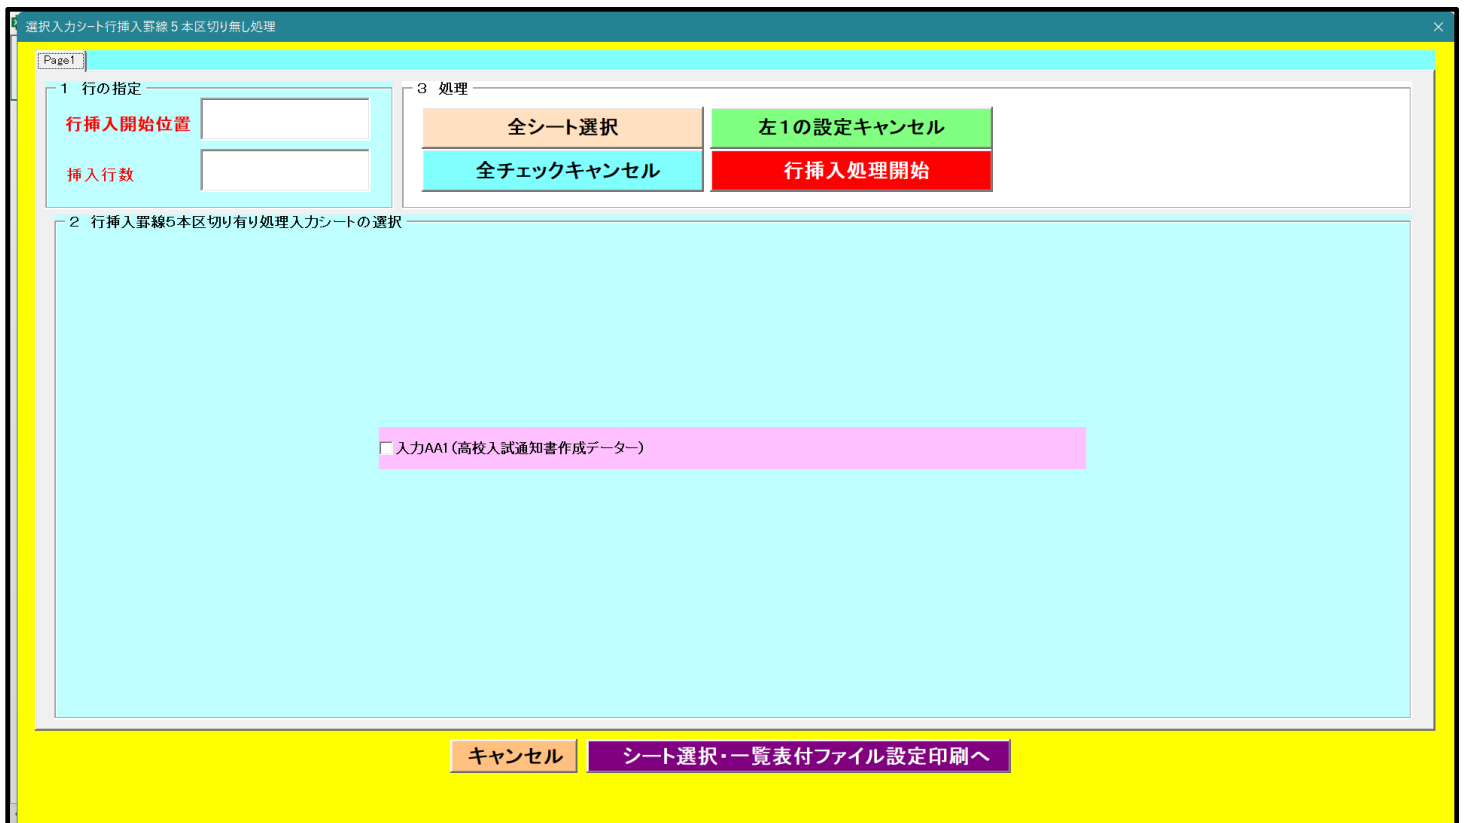 選択入力シート行挿入罫線５本区切り無し処理
Page1
1 行の指定
行挿入開始位置
挿入行数
3 処理
全シート選択
左1の設定キャンセル
全チェックキャンセル
行挿入処理開始
2 行挿入罫線5本区切り有り処理入力シートの選択
入力AA1(高校入試通知書作成データー)
キャンセル
シート選択・一覧表付ファイル設定印刷へ